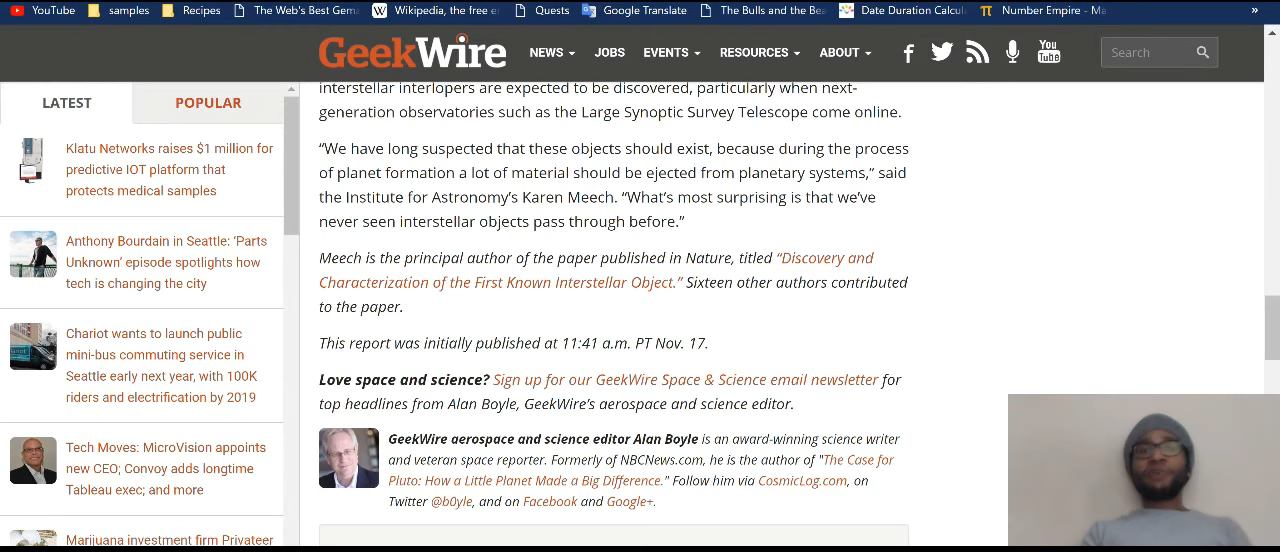 YouTube
samples
Recipes
The Web's Best Gema
Wikipedia, the free e
Quests
Google Translate
The Bulls and the Bea
Date Duration Calcul
Number Empire - Ma
»
GeekWire
NEWS
JOBS
EVENTS
RESOURCES
ABOUT
You
Tube
Search
LATEST
POPULAR
Klatu Networks raises $1 million for
predictive IOT platform that
protects medical samples
Anthony Bourdain in Seattle: ‘Parts
Unknown’ episode spotlights how
tech is changing the city
Chariot wants to launch public
mini-bus commuting service in
Seattle early next year, with 100K
riders and electrification by 2019
Tech Moves: MicroVision appoints
new CEO; Convoy adds longtime
Tableau exec; and more
Marijuana investment firm Privateer
interstellar interlopers are expected to be discovered, particularly when next-
generation observatories such as the Large Synoptic Survey Telescope come online.
“We have long suspected that these objects should exist, because during the process
of planet formation a lot of material should be ejected from planetary systems,” said
the Institute for Astronomy’s Karen Meech. “What’s most surprising is that we’ve
never seen interstellar objects pass through before.”
Meech is the principal author of the paper published in Nature, titled “Discovery and
Characterization of the First Known Interstellar Object.” Sixteen other authors contributed
to the paper.
This report was initially published at 11:41 a.m. PT Nov. 17.
Love space and science? Sign up for our GeekWire Space & Science email newsletter for
top headlines from Alan Boyle, GeekWire’s aerospace and science editor.
GeekWire aerospace and science editor Alan Boyle is an award-winning science writer
and veteran space reporter. Formerly of NBCNews.com, he is the author of "The Case for
Pluto: How a Little Planet Made a Big Difference." Follow him via CosmicLog.com, on
Twitter @b0yle, and on Facebook and Google+.